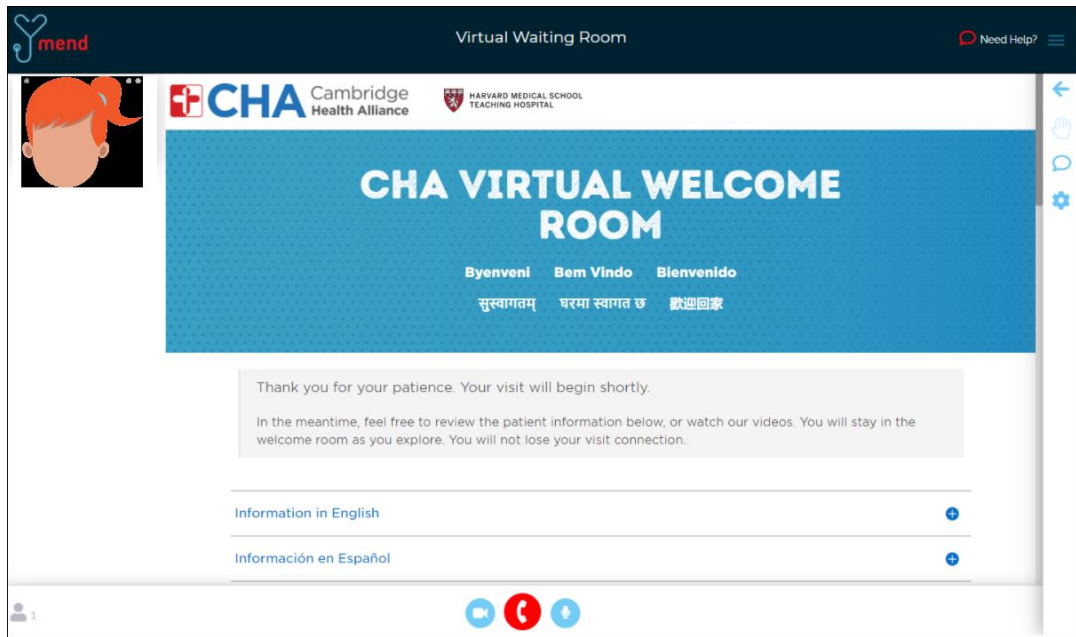 mend
Virtual Waiting Room
Need Help?
CHA Cambridge Health Alliance
HARVARD MEDICAL SCHOOL
TEACHING HOSPITAL
CHA VIRTUAL WELCOME
ROOM
Byenveni Bem Vindo Bienvenido
सुस्वागतम् घरमा स्वागत छ 歡迎回家
Thank you for your patience. Your visit will begin shortly.
In the meantime, feel free to review the patient information below, or watch our videos. You will stay in the
welcome room as you explore. You will not lose your visit connection.
Information in English
Información en Español
1